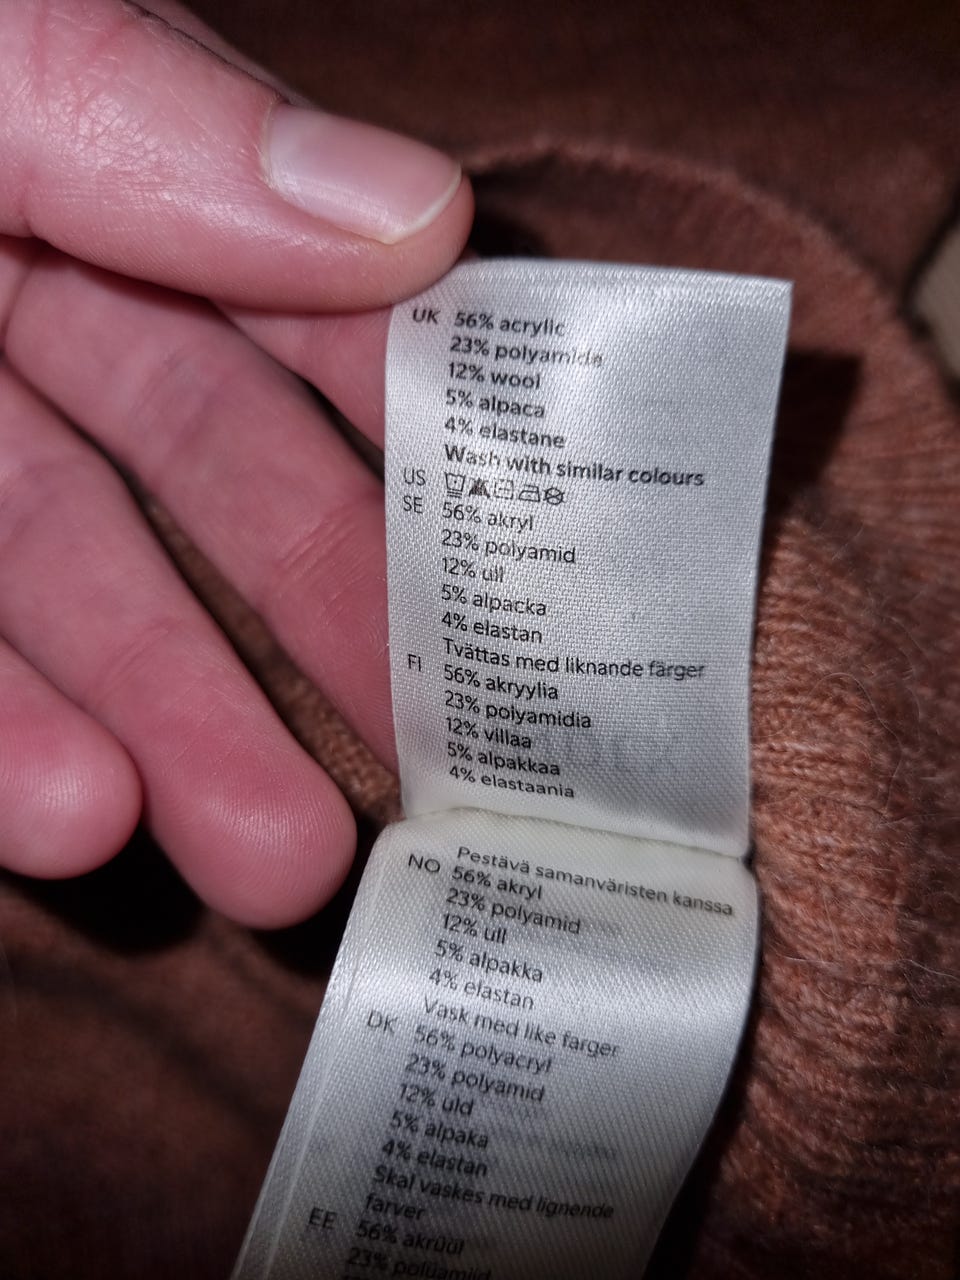 UK 56% acrylic
23% polyamide
12% wool
5% alpaca
4% elastane
Wash with similar colours
US
SE 56% akryl
23% polyamid
12% ull
5% alpacka
4% elastan
Tvättas med liknande färger
FI 56% akryylia
23% polyamidia
12% villaa
5% alpakkaa
4% elastaania
Pestävä samanväristen kanssa
NO 56% akryl
23% polyamid
12% ull
5% alpakka
4% elastan
Vask med like farger
DK 56% polyacryl
23% polyamid
12% uld
5% alpaka
4% elastan
Skal vaskes med lignende
farver
EE 56% akrüül
23% polüamiid